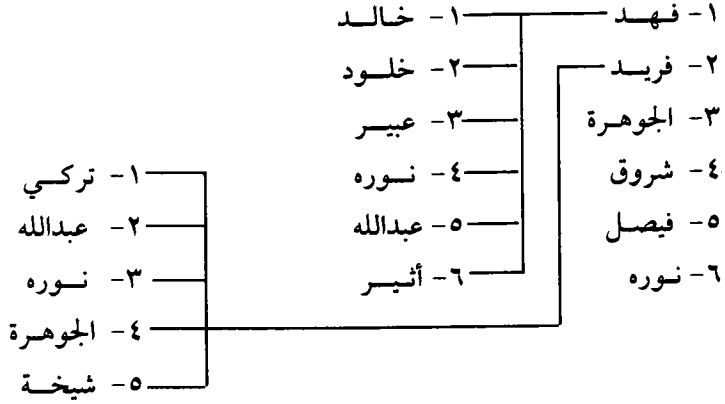 ١- فهد
٢- فريد
٣- الجوهرة
٤- شروق
٥- فيصل
٦- نوره
١- خالد
٢- خلود
٣- عبير
٤- نوره
٥- عبدالله
٦- أثير
١- تركي
٢- عبدالله
٣- نوره
٤- الجوهرة
٥- شيخة